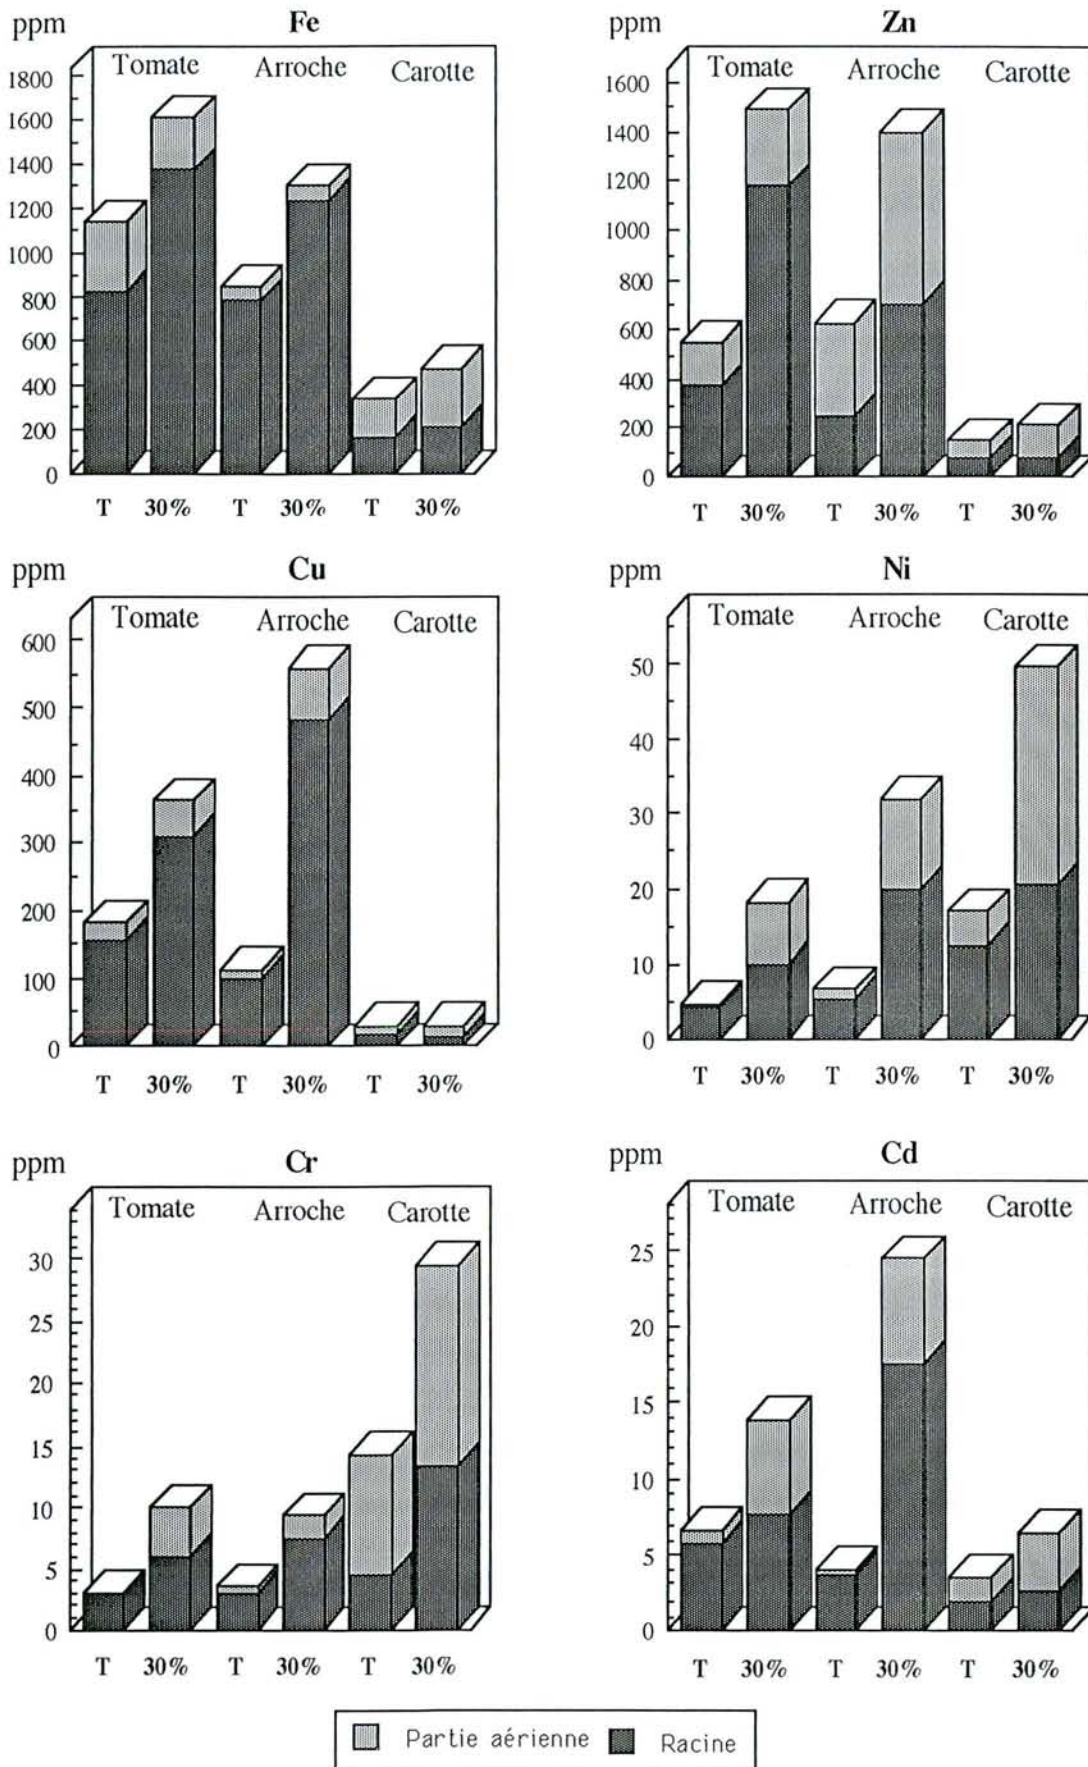 ppm Fe
Tomate Arroche Carotte
1800
1600
1400
1200
1000
800
600
400
200
0
T 30% T 30% T 30%
ppm Zn
Tomate Arroche Carotte
1600
1400
1200
1000
800
600
400
200
0
T 30% T 30% T 30%
ppm Cu
Tomate Arroche Carotte
600
500
400
300
200
100
0
T 30% T 30% T 30%
ppm Ni
Tomate Arroche Carotte
50
40
30
20
10
0
T 30% T 30% T 30%
ppm Cr
Tomate Arroche Carotte
30
25
20
15
10
5
0
T 30% T 30% T 30%
ppm Cd
Tomate Arroche Carotte
25
20
15
10
5
0
T 30% T 30% T 30%
Partie aérienne Racine